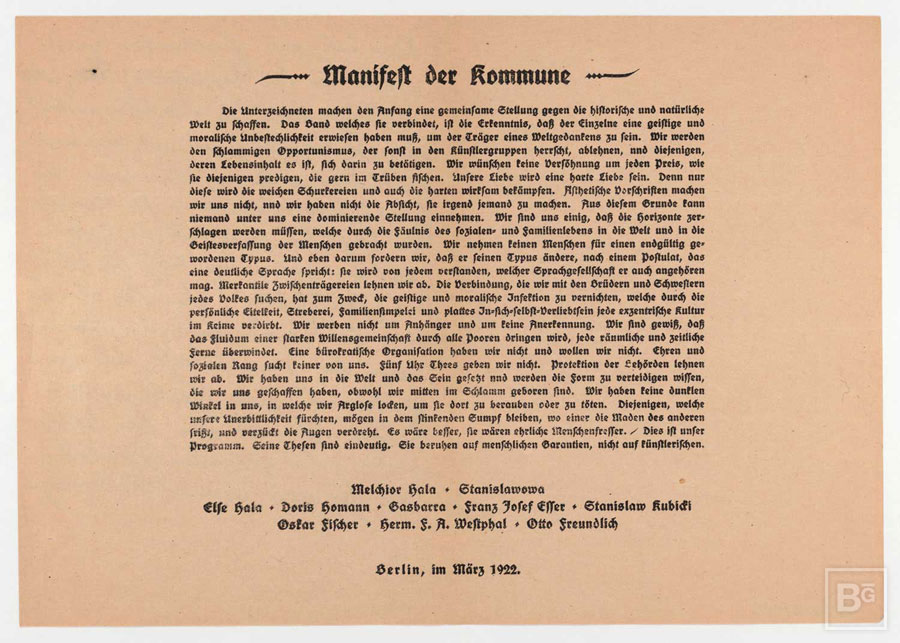 Manifest der Kommune
Die Unterzeichneten machen den Anfang eine gemeinsame Stellung gegen die historische und natürliche
Welt zu schaffen. Das Band welches sie verbindet, ist die Erkenntnis, daß der Einzelne eine geistige und
moralische Unbestechlichkeit erwiesen haben muß, um der Träger eines Weltgedankens zu sein. Wir werden
den schlammigen Opportunismus, der sonst in den Künstlergruppen herrscht, ablehnen, und diejenigen,
deren Lebensinhalt es ist, sich darin zu betätigen. Wir wünschen keine Versöhnung um jeden Preis, wie
sie diejenigen predigen, die gern im Trüben fischen. Unsere Liebe wird eine harte Liebe sein. Denn nur
diese wird die weichen Schurkereien und auch die harten wirksam bekämpfen. Ästhetische Vorschriften machen
wir uns nicht, und wir haben nicht die Absicht, sie irgend jemand zu machen. Aus diesem Grunde kann
niemand unter uns eine dominierende Stellung einnehmen. Wir sind uns einig, daß die Horizonte zer-
schlagen werden müssen, welche durch die Fäulnis des sozialen- und Familienlebens in die Welt und in die
Geistesverfassung der Menschen gebracht wurden. Wir nehmen keinen Menschen für einen endgültig ge-
wordenen Typus. Und eben darum fordern wir, daß er seinen Typus ändere, nach einem Postulat, das
eine deutliche Sprache spricht: sie wird von jedem verstanden, welcher Sprachgesellschaft er auch angehören
mag. Merkantile Zwischenträgereien lehnen wir ab. Die Verbindung, die wir mit den Brüdern und Schwestern
jedes Volkes suchen, hat zum Zweck, die geistige und moralische Infektion zu vernichten, welche durch die
persönliche Eitelkeit, Streberei, Familiensimpelei und plattes In-sich-selbst-Verliebtsein jede exzentrische Kultur
im Keime verdirbt. Wir werben nicht um Anhänger und um keine Anerkennung. Wir sind gewiß, daß
das Fluidum einer starken Willensgemeinschaft durch alle Pooren dringen wird, jede räumliche und zeitliche
Ferne überwindet. Eine bürokratische Organisation haben wir nicht und wollen wir nicht. Ehren und
sozialen Rang sucht keiner von uns. Fünf Uhr Thees geben wir nicht. Protektion der Behörden lehnen
wir ab. Wir haben uns in die Welt und das Sein gesetzt und werden die Form zu verteidigen wissen,
die wir uns geschaffen haben, obwohl wir mitten im Schlamm geboren sind. Wir haben keine dunklen
Winkel in uns, in welche wir Arglose locken, um sie dort zu berauben oder zu töten. Diejenigen, welche
unsere Unerbittlichkeit fürchten, mögen in dem stinkenden Sumpf bleiben, wo einer die Maden des anderen
frißt, und verzückt die Augen verdreht. Es wäre besser, sie wären ehrliche Menschenfresser. / Dies ist unser
Programm. Seine Thesen sind eindeutig. Sie beruhen auf menschlichen Garantien, nicht auf künstlerischen.
Melchior Hala · Stanislawowa
Else Hala · Doris Homann · Gasbarra · Franz Josef Esser · Stanislaw Kubicki
Oskar Fischer · Herm. F. A. Westphal · Otto Freundlich
Berlin, im März 1922.
BG